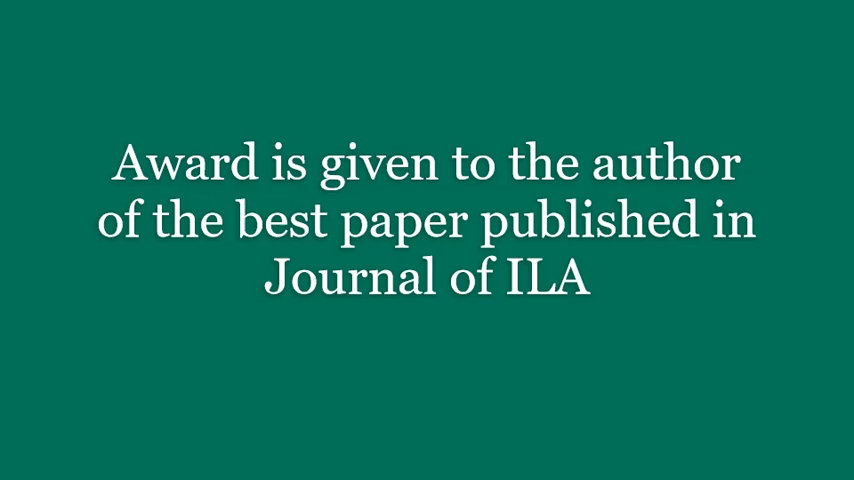 Award is given to the author
of the best paper published in
Journal of ILA